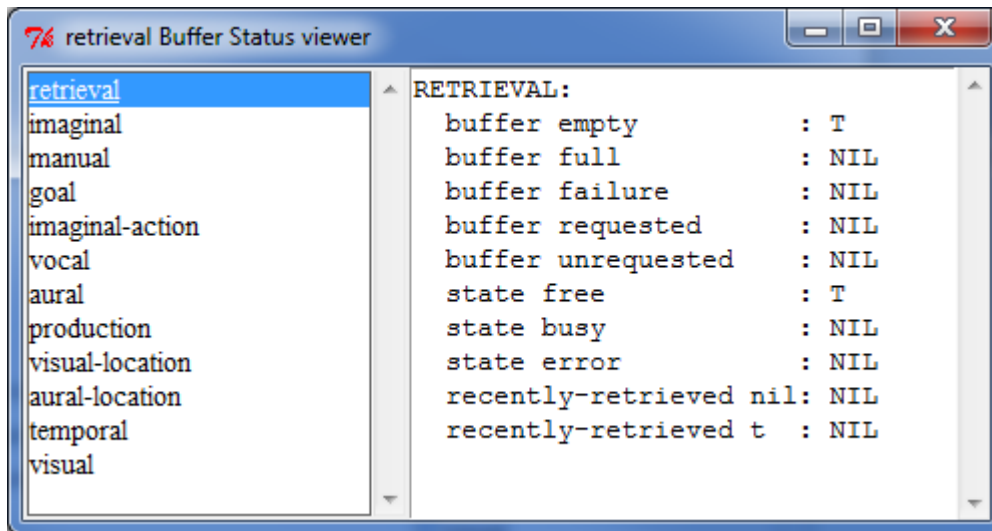 retrieval Buffer Status viewer
retrieval
imaginal
manual
goal
imaginal-action
vocal
aural
production
visual-location
aural-location
temporal
visual
RETRIEVAL:
  buffer empty          : T
  buffer full           : NIL
  buffer failure        : NIL
  buffer requested      : NIL
  buffer unrequested    : NIL
  state free            : T
  state busy            : NIL
  state error           : NIL
  recently-retrieved nil: NIL
  recently-retrieved t  : NIL